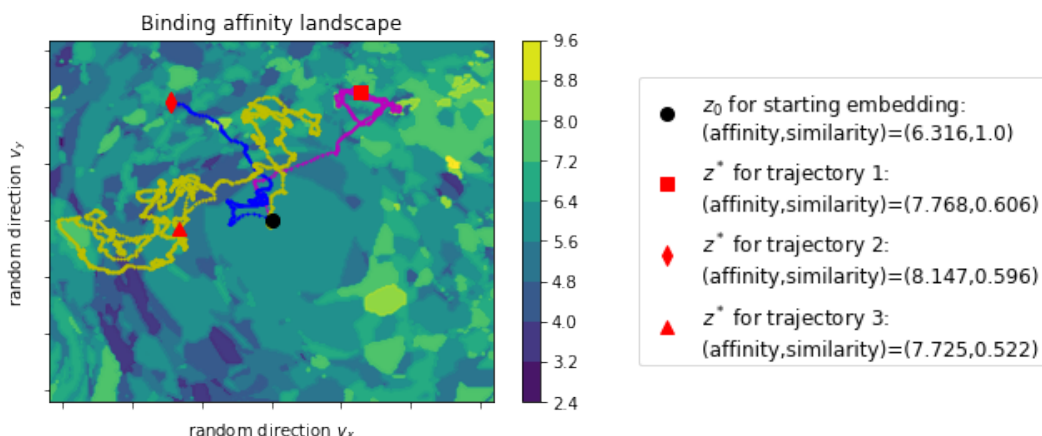 Binding affinity landscape
random direction v_y
random direction v_x
9.6
8.8
8.0
7.2
6.4
5.6
4.8
4.0
3.2
2.4
z_0 for starting embedding:
(affinity,similarity)=(6.316,1.0)
z^* for trajectory 1:
(affinity,similarity)=(7.768,0.606)
z^* for trajectory 2:
(affinity,similarity)=(8.147,0.596)
z^* for trajectory 3:
(affinity,similarity)=(7.725,0.522)